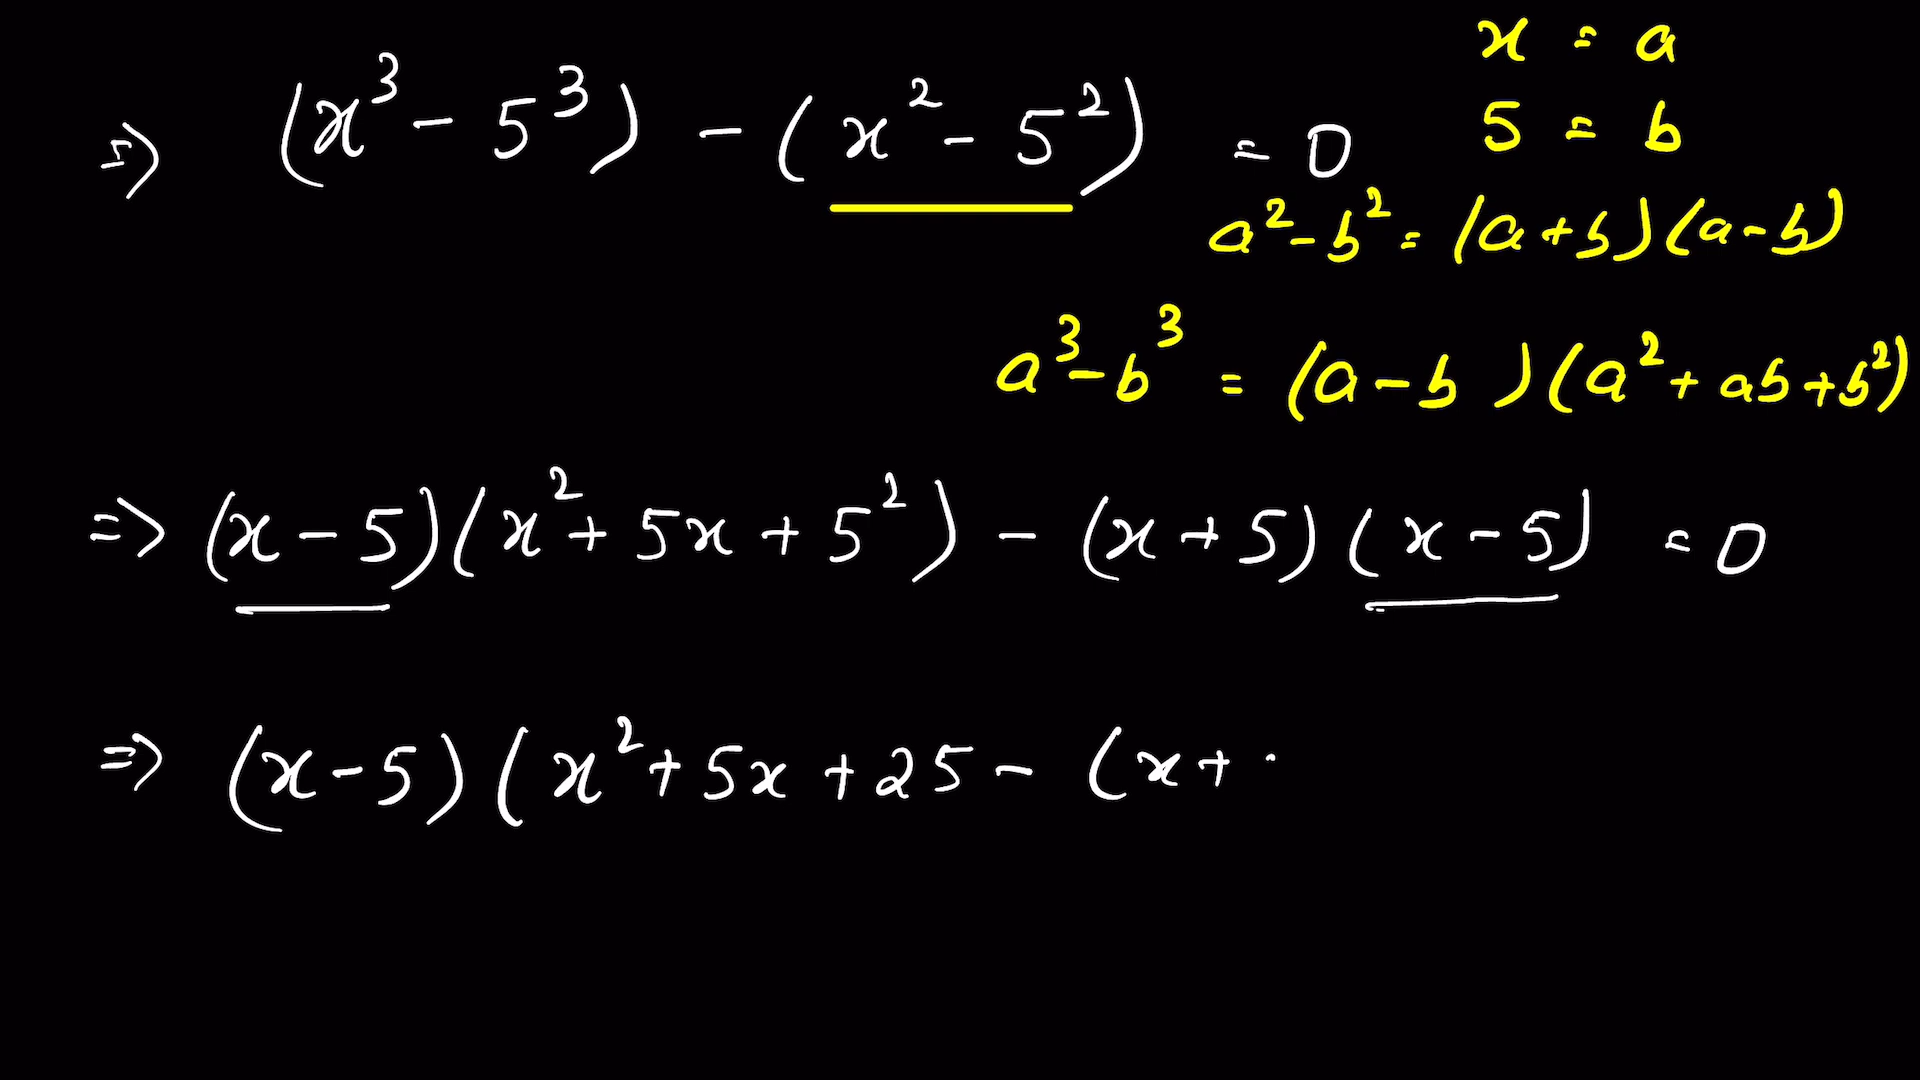 ⇒ (x³ - 5³) - (x² - 5²) = 0
x = a
5 = b
a² - b² = (a+b)(a-b)
a³ - b³ = (a-b)(a² + ab + b²)
=> (x-5)(x² + 5x + 5²) - (x+5)(x-5) = 0
=> (x-5)(x² + 5x + 25 - (x+